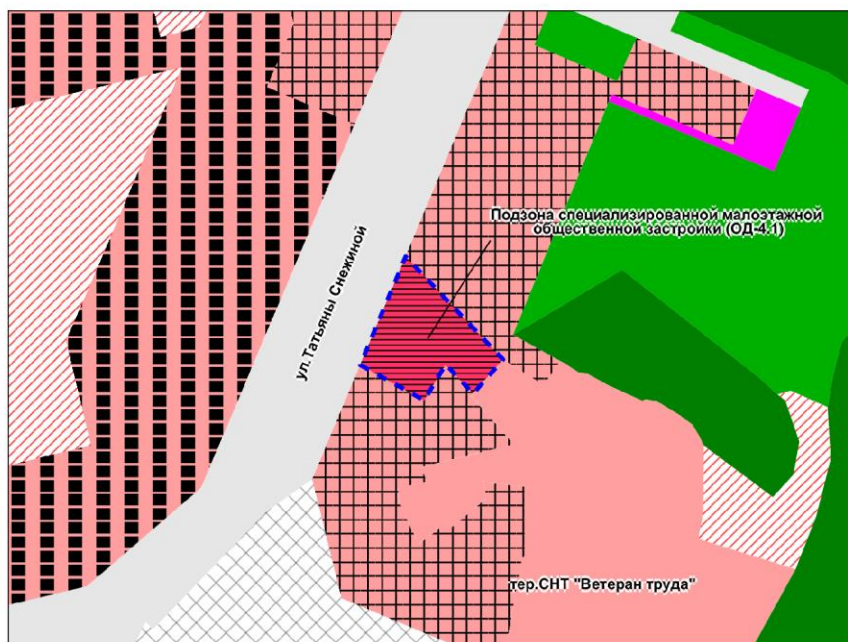 Подзона специализированной малоэтажной
общественной застройки (ОД-4.1)
ул.Татьяны Снежиной
тер.СНТ "Ветеран труда"